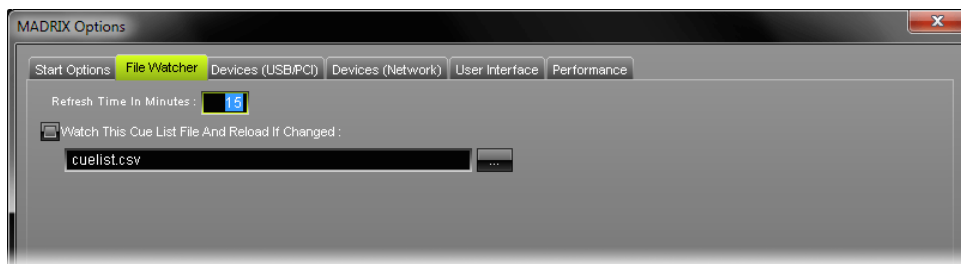 MADRIX Options
Start Options File Watcher Devices (USB/PCI) Devices (Network) User Interface Performance
Refresh Time In Minutes : 15
Watch This Cue List File And Reload If Changed :
cuelist.csv ...